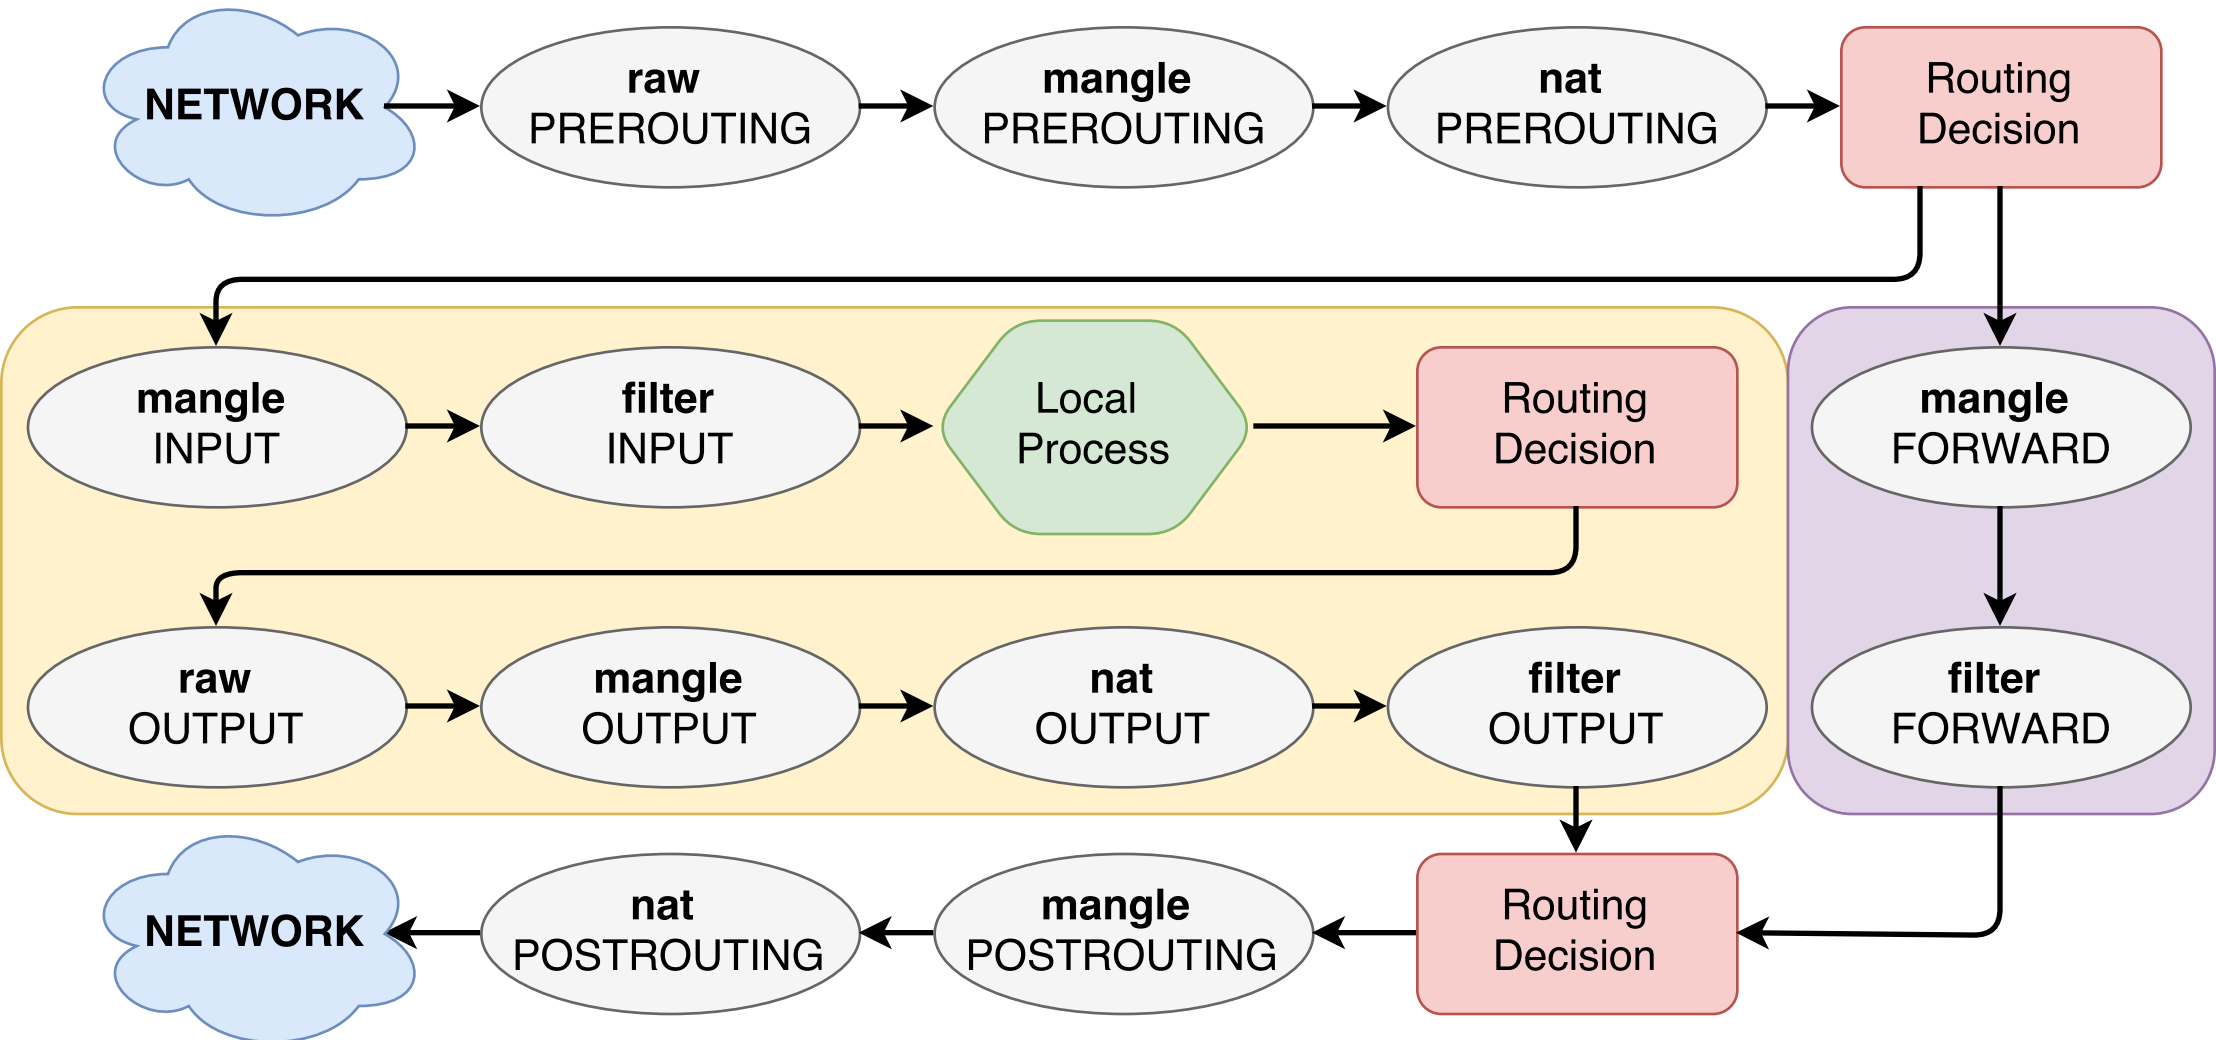 NETWORK
raw
PREROUTING
mangle
PREROUTING
nat
PREROUTING
Routing
Decision
mangle
INPUT
filter
INPUT
Local
Process
Routing
Decision
mangle
FORWARD
raw
OUTPUT
mangle
OUTPUT
nat
OUTPUT
filter
OUTPUT
filter
FORWARD
NETWORK
nat
POSTROUTING
mangle
POSTROUTING
Routing
Decision